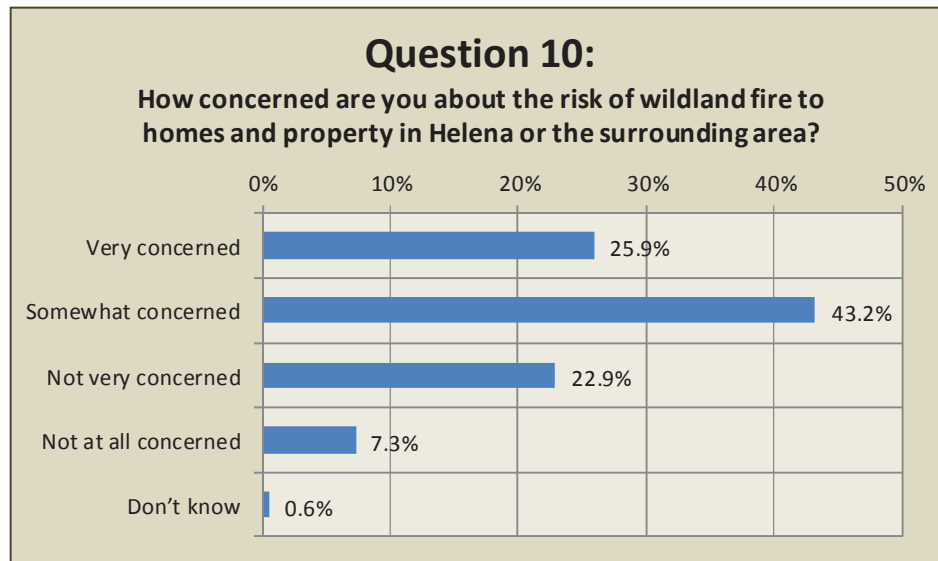 Question 10:
How concerned are you about the risk of wildland fire to
homes and property in Helena or the surrounding area?
0% 10% 20% 30% 40% 50%
Very concerned 25.9%
Somewhat concerned 43.2%
Not very concerned 22.9%
Not at all concerned 7.3%
Don’t know 0.6%